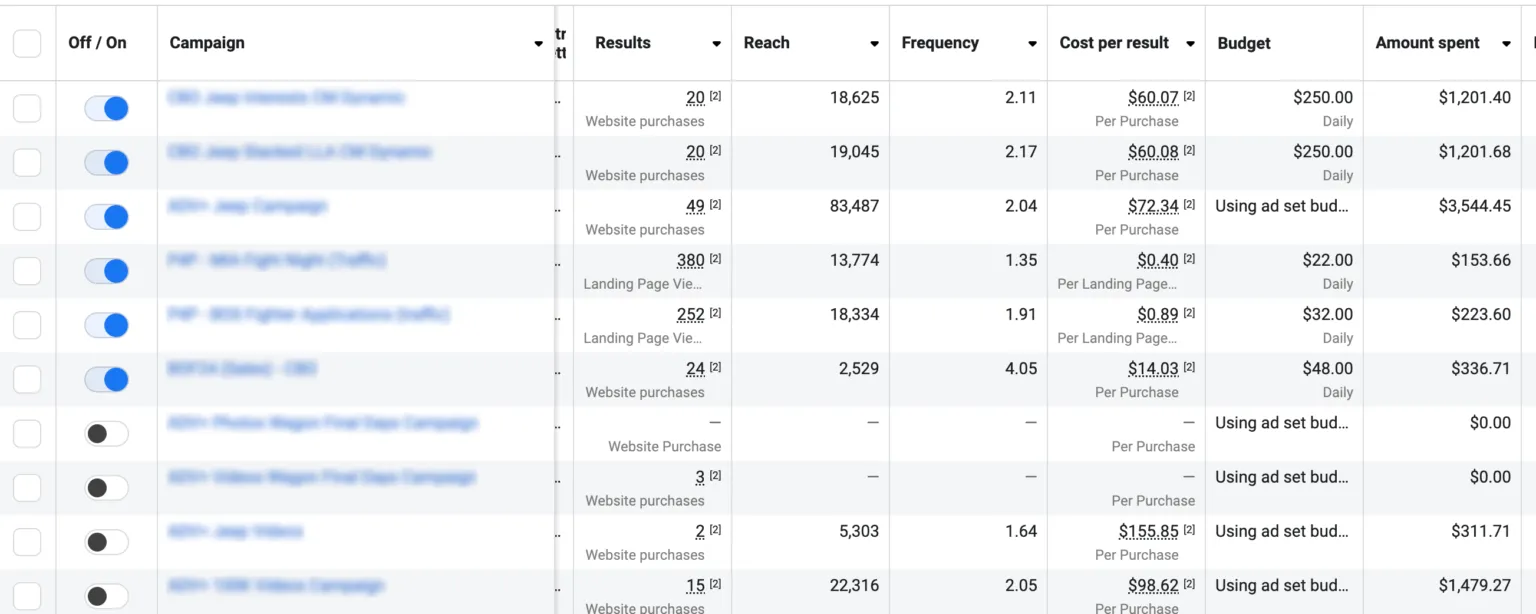 Off / On Campaign tr tt Results Reach Frequency Cost per result Budget Amount spent
.. 20 [2] 18,625 2.11 $60.07 [2] $250.00 $1,201.40
Website purchases Per Purchase Daily
.. 20 [2] 19,045 2.17 $60.08 [2] $250.00 $1,201.68
Website purchases Per Purchase Daily
.. 49 [2] 83,487 2.04 $72.34 [2] Using ad set bud... $3,544.45
Website purchases Per Purchase
.. 380 [2] 13,774 1.35 $0.40 [2] $22.00 $153.66
Landing Page Vie... Per Landing Page... Daily
.. 252 [2] 18,334 1.91 $0.89 [2] $32.00 $223.60
Landing Page Vie... Per Landing Page... Daily
.. 24 [2] 2,529 4.05 $14.03 [2] $48.00 $336.71
Website purchases Per Purchase Daily
.. — — — — Using ad set bud... $0.00
Website Purchase Per Purchase
.. 3 [2] — — — Using ad set bud... $0.00
Website purchases Per Purchase
.. 2 [2] 5,303 1.64 $155.85 [2] Using ad set bud... $311.71
Website purchases Per Purchase
.. 15 [2] 22,316 2.05 $98.62 [2] Using ad set bud... $1,479.27
Website purchases Per Purchase